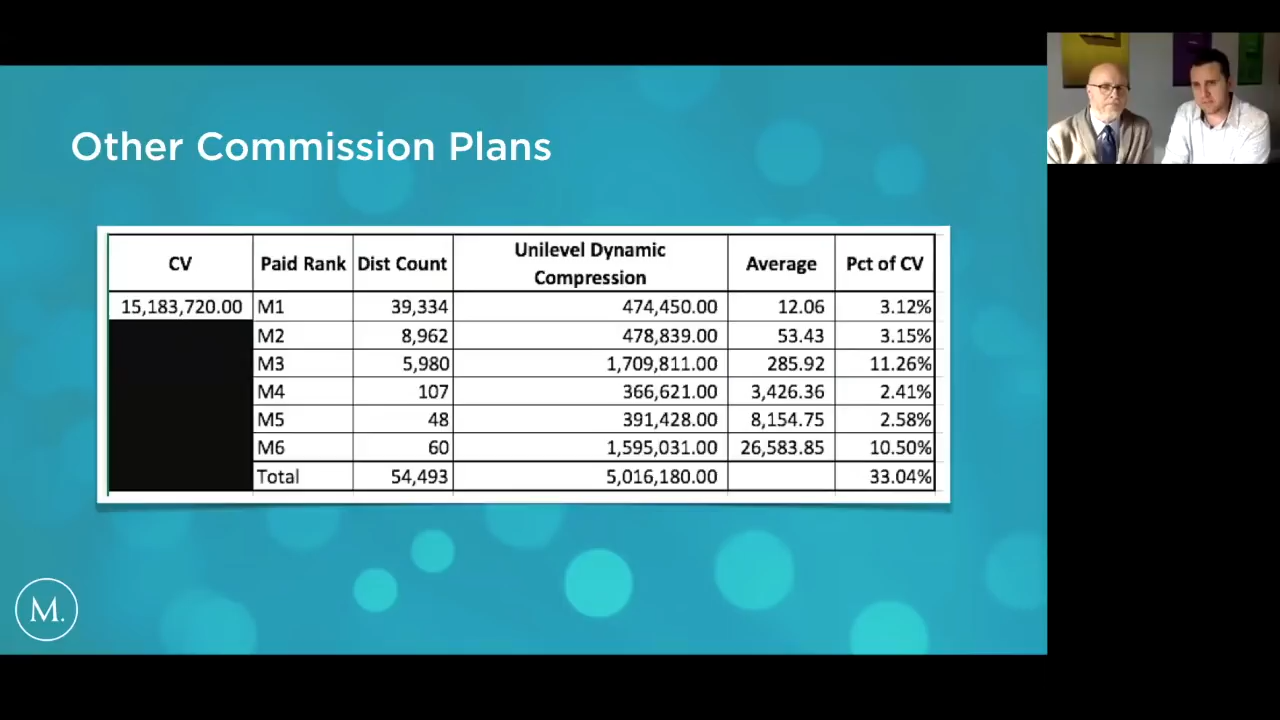 Other Commission Plans
CV Paid Rank Dist Count Unilevel Dynamic Compression Average Pct of CV
15,183,720.00 M1 39,334 474,450.00 12.06 3.12%
M2 8,962 478,839.00 53.43 3.15%
M3 5,980 1,709,811.00 285.92 11.26%
M4 107 366,621.00 3,426.36 2.41%
M5 48 391,428.00 8,154.75 2.58%
M6 60 1,595,031.00 26,583.85 10.50%
Total 54,493 5,016,180.00 33.04%
M.